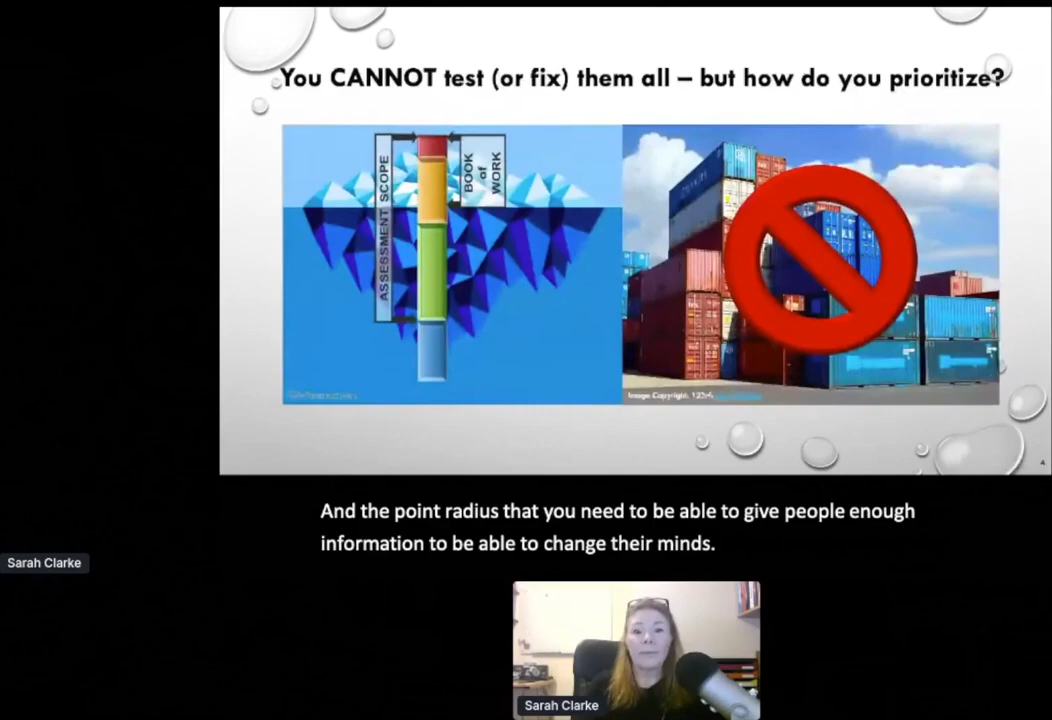 You CANNOT test (or fix) them all – but how do you prioritize?
ASSESSMENT SCOPE
BOOK
of
WORK
Image Copyright:
4
And the point radius that you need to be able to give people enough
information to be able to change their minds.
Sarah Clarke
Sarah Clarke